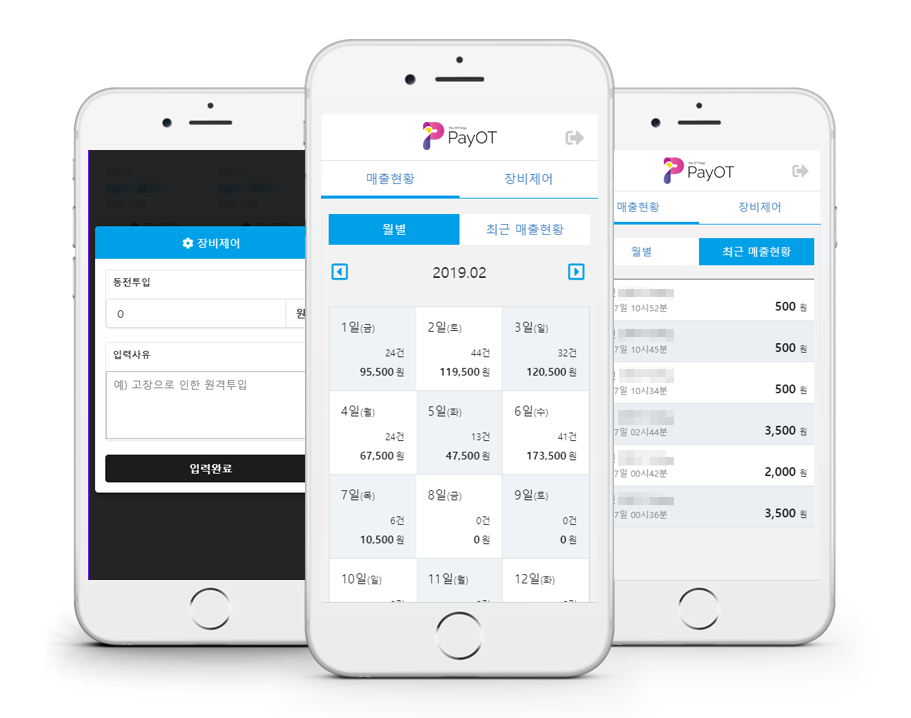 장비제어
동전투입
0
원
입력사유
예) 고장으로 인한 원격투입
입력완료
PayOT
매출현황 장비제어
월별 최근 매출현황
2019.02
1일(금) 2일(토) 3일(일)
24건 44건 32건
95,500 원 119,500 원 120,500 원
4일(월) 5일(화) 6일(수)
24건 13건 41건
67,500 원 47,500 원 173,500 원
7일(목) 8일(금) 9일(토)
6건 0건 0건
10,500 원 0 원 0 원
10일(일) 11일(월) 12일(화)
PayOT
매출현황 장비제어
월별 최근 매출현황
7일 10시52분 500 원
7일 10시45분 500 원
7일 10시34분 500 원
7일 02시44분 3,500 원
7일 00시42분 2,000 원
7일 00시36분 3,500 원